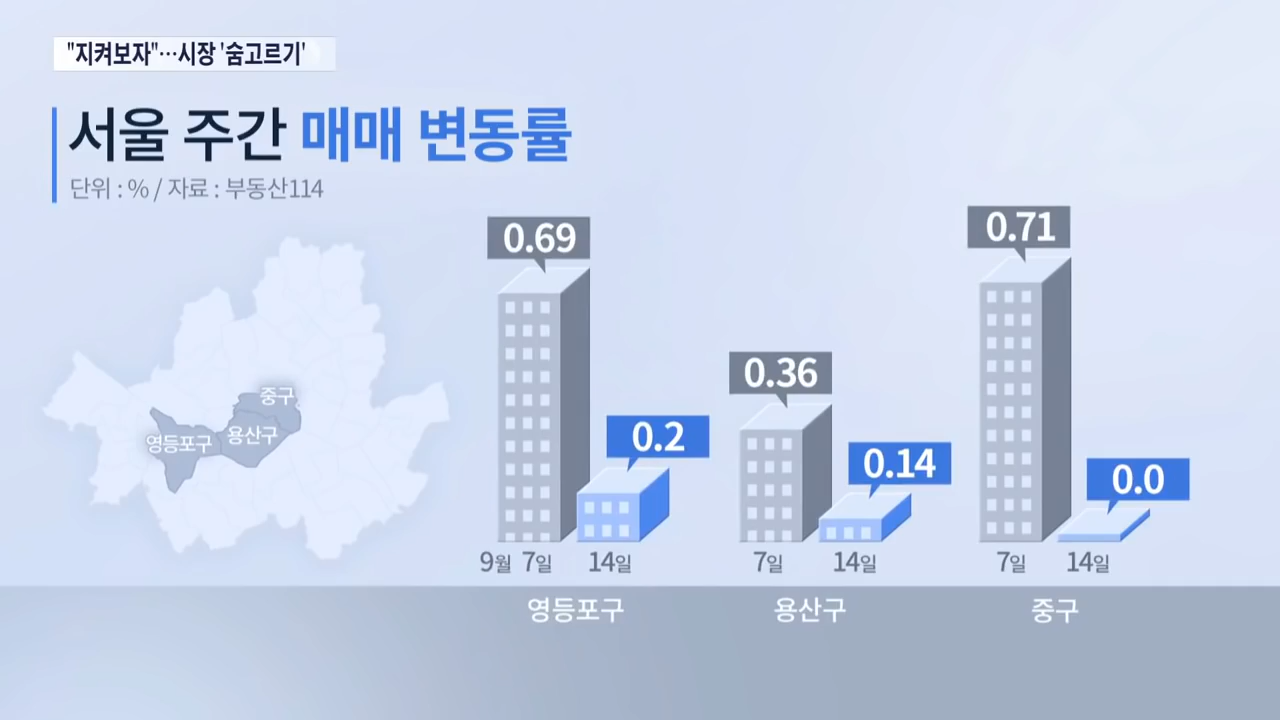 "지켜보자"…시장 '숨고르기'
서울 주간 매매 변동률
단위 : % / 자료 : 부동산114
중구
영등포구 용산구
0.69 0.2
0.36 0.14
0.71 0.0
9월 7일 14일
7일 14일
7일 14일
영등포구 용산구 중구